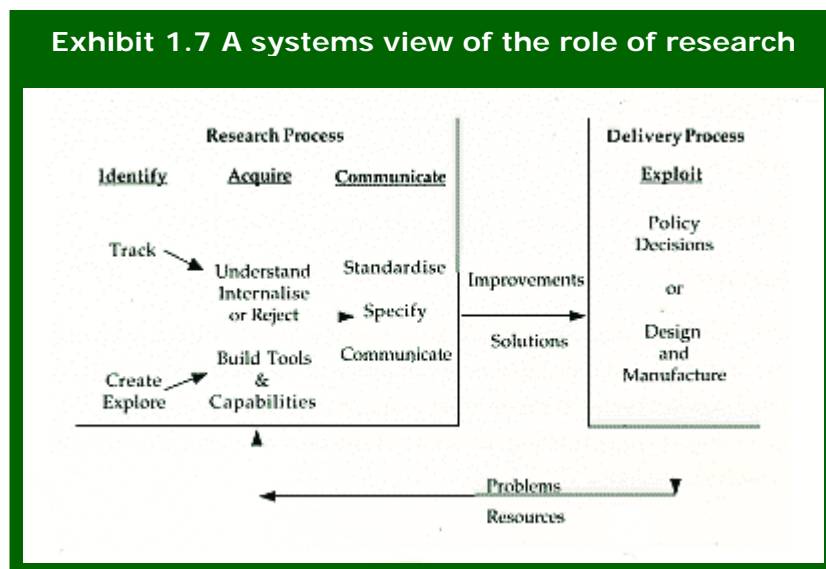 Exhibit 1.7 A systems view of the role of research
Research Process
Delivery Process
Identify
Acquire
Communicate
Exploit
Track
Understand
Internalise
or Reject
Standardise
Specify
Communicate
Create
Explore
Build Tools
&
Capabilities
Improvements
Solutions
Policy
Decisions
or
Design
and
Manufacture
Problems
Resources